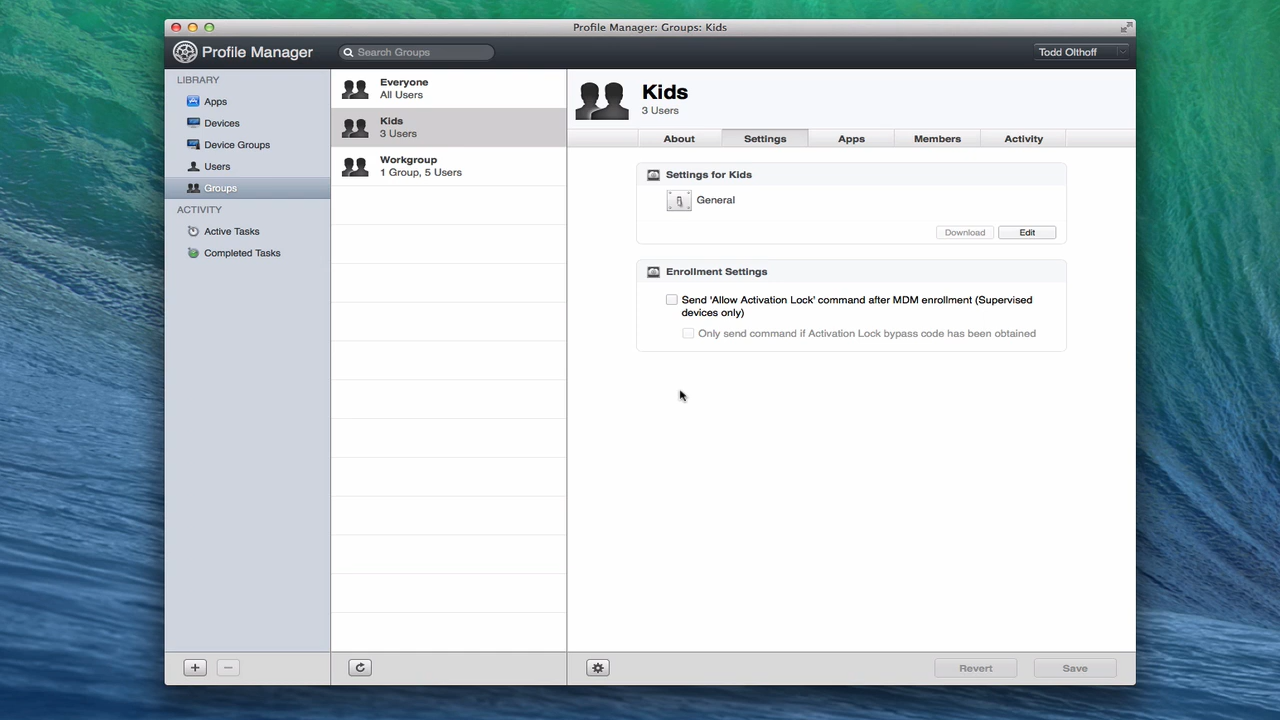 Profile Manager: Groups: Kids
Profile Manager
Search Groups
Todd Olthoff
LIBRARY
Apps
Devices
Device Groups
Users
Groups
ACTIVITY
Active Tasks
Completed Tasks
Everyone
All Users
Kids
3 Users
Workgroup
1 Group, 5 Users
Kids
3 Users
About
Settings
Apps
Members
Activity
Settings for Kids
General
Download
Edit
Enrollment Settings
Send 'Allow Activation Lock' command after MDM enrollment (Supervised
devices only)
Only send command if Activation Lock bypass code has been obtained
Revert
Save